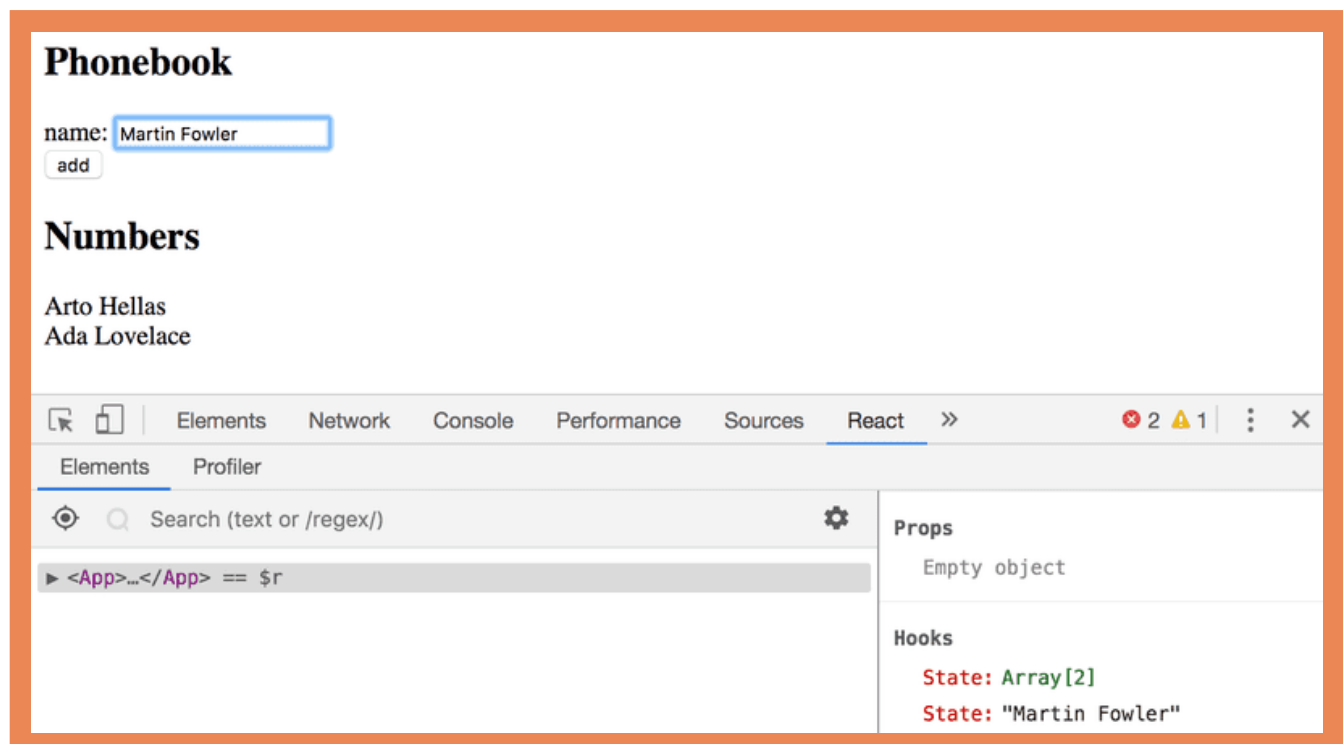 Phonebook
name: Martin Fowler
add
Numbers
Arto Hellas
Ada Lovelace
Elements Network Console Performance Sources React » 2 1
Elements Profiler
Search (text or /regex/)
<App>…</App> == $r
Props
Empty object
Hooks
State: Array[2]
State: "Martin Fowler"